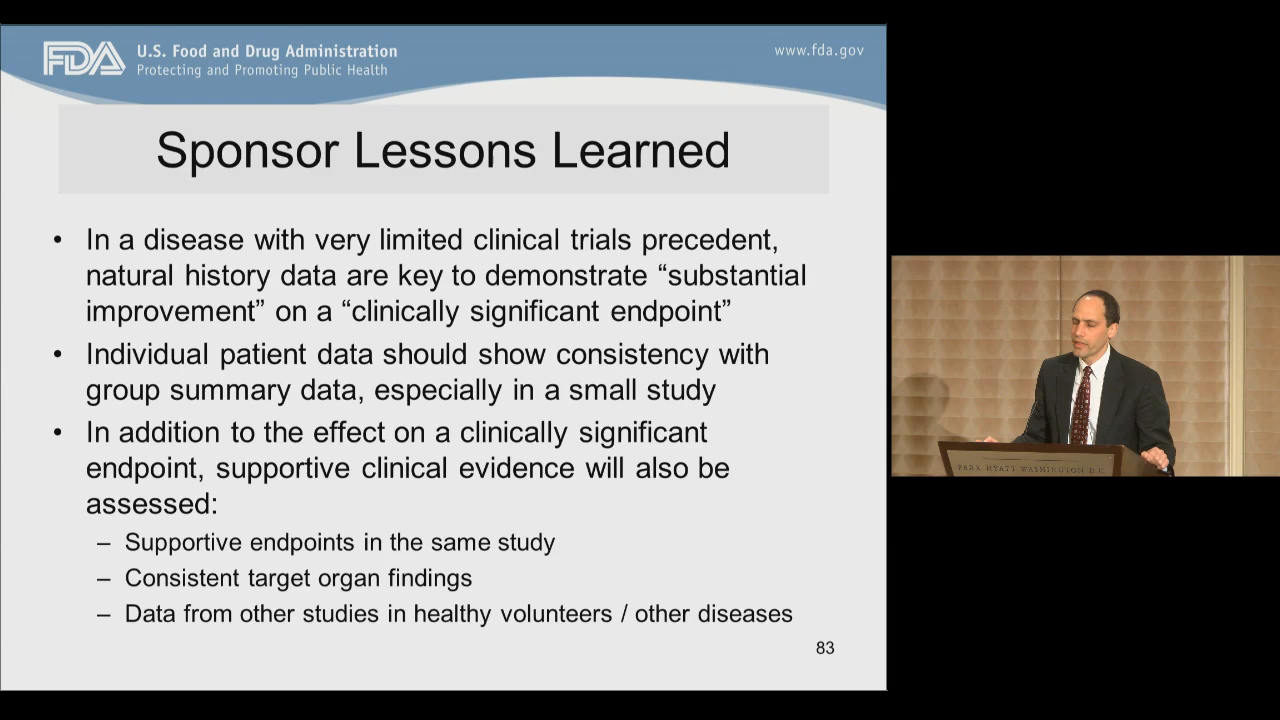 FDA
U.S. Food and Drug Administration
Protecting and Promoting Public Health
www.fda.gov
Sponsor Lessons Learned
• In a disease with very limited clinical trials precedent,
natural history data are key to demonstrate “substantial
improvement” on a “clinically significant endpoint”
• Individual patient data should show consistency with
group summary data, especially in a small study
• In addition to the effect on a clinically significant
endpoint, supportive clinical evidence will also be
assessed:
– Supportive endpoints in the same study
– Consistent target organ findings
– Data from other studies in healthy volunteers / other diseases
83
PARK HYATT WASHINGTON D.C.